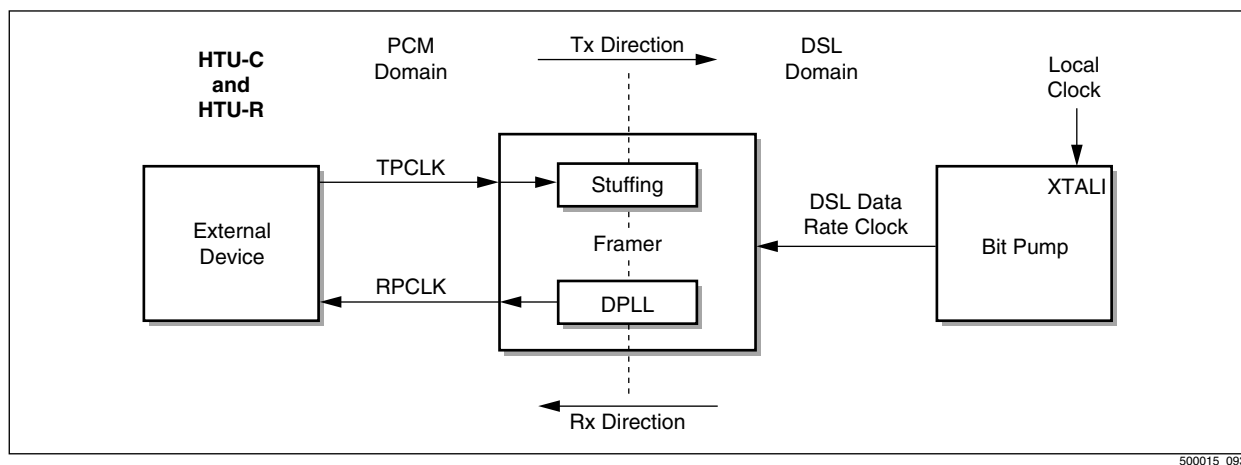 HTU-C
and
HTU-R
PCM
Domain
Tx Direction
DSL
Domain
Local
Clock
External
Device
TPCLK
RPCLK
Stuffing
Framer
DPLL
DSL Data
Rate Clock
XTALI
Bit Pump
Rx Direction